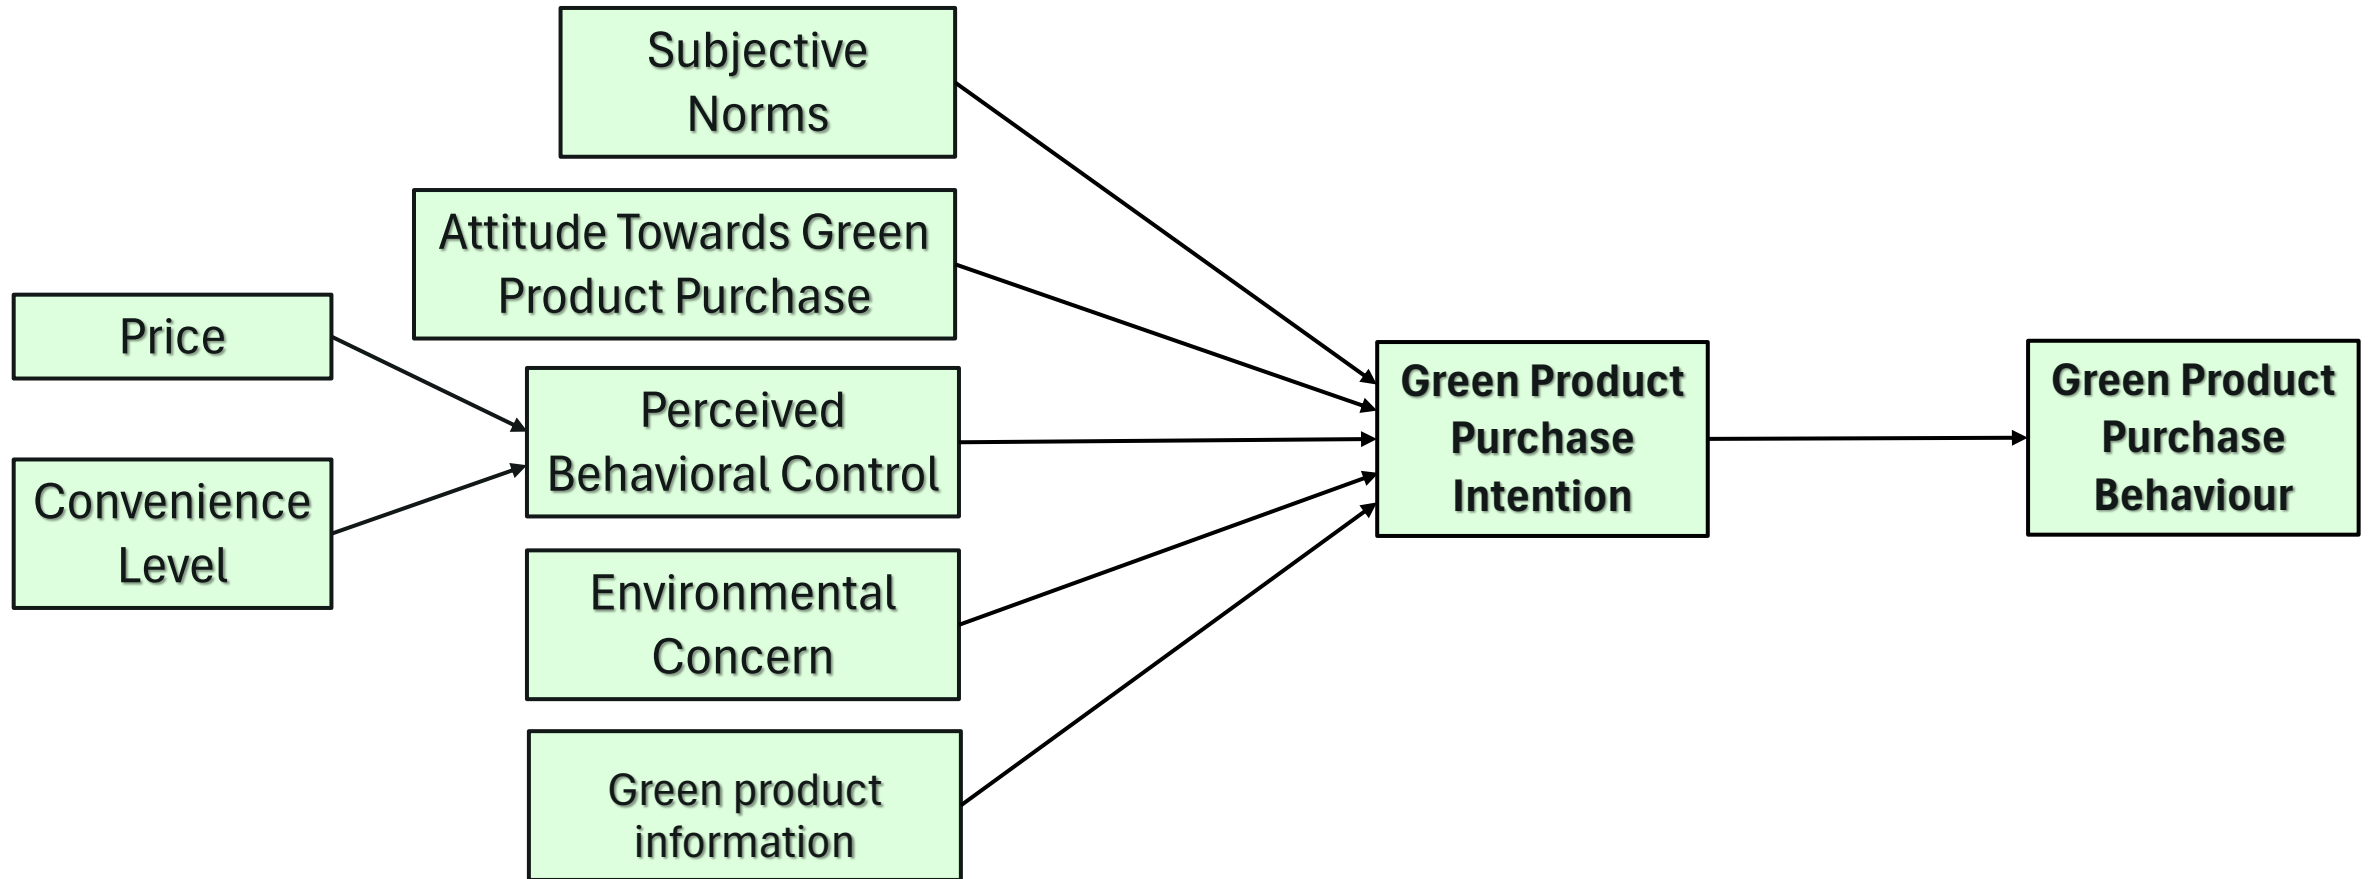 Subjective
Norms
Attitude Towards Green
Product Purchase
Price
Perceived
Behavioral Control
Convenience
Level
Environmental
Concern
Green product
information
Green Product
Purchase
Intention
Green Product
Purchase
Behaviour